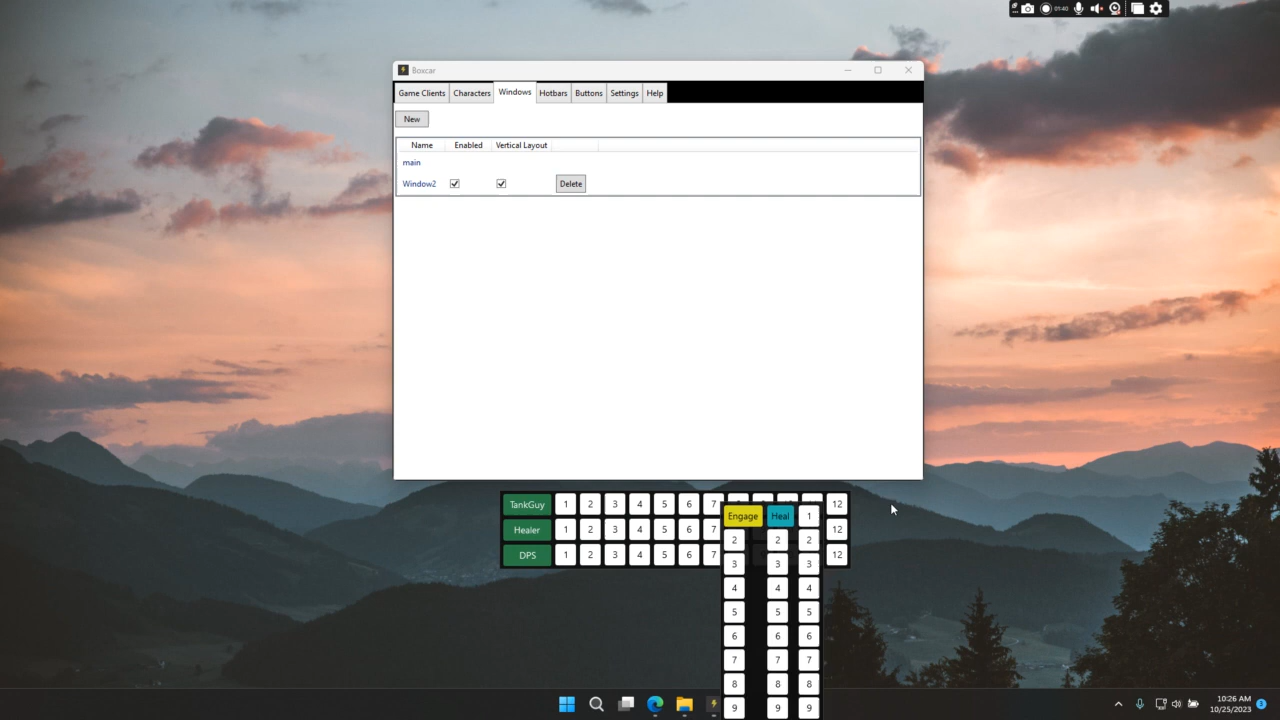 01:40
Boxcar
Game Clients Characters Windows Hotbars Buttons Settings Help
New
Name Enabled Vertical Layout
main
Window2 Delete
TankGuy 1 2 3 4 5 6 7 12
Healer 1 2 3 4 5 6 7 12
DPS 1 2 3 4 5 6 7 12
Engage Heal 1
2 2 2
3 3 3
4 4 4
5 5 5
6 6 6
7 7 7
8 8 8
9 9 9
10:26 AM
10/25/2023
3